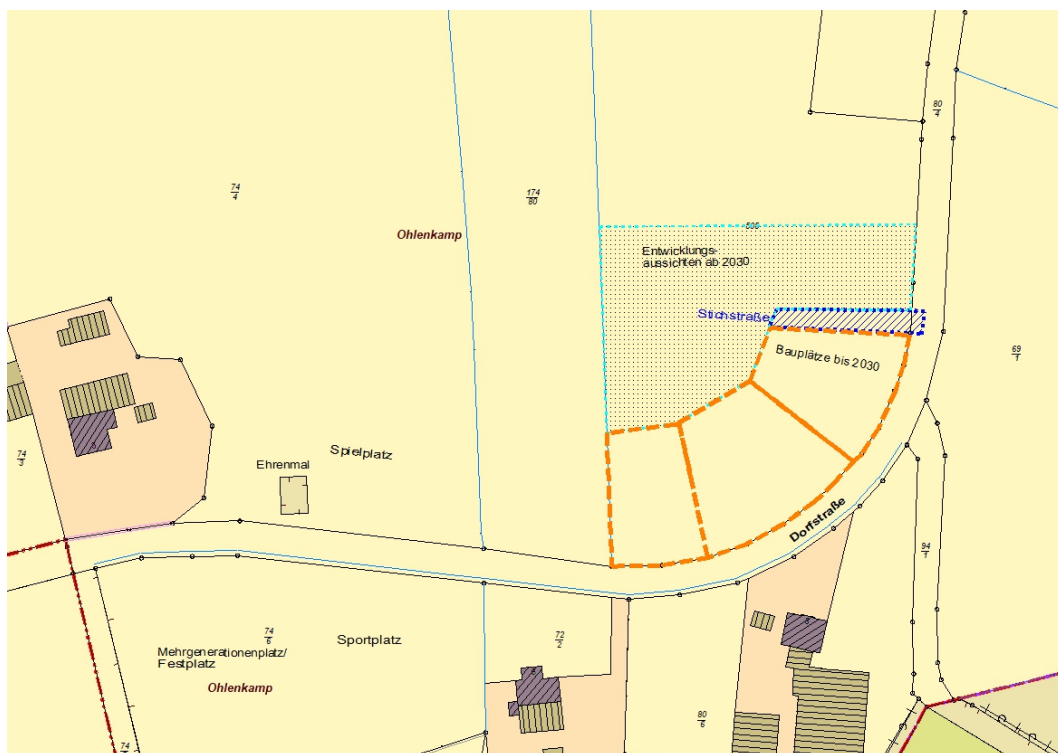 80
4
74
4
174
80
Ohlenkamp
505
Entwicklungs-
aussichten ab 2030
Stichstraße
Bauplätze bis 2030
69
1
74
3
Ehrenmal
Spielplatz
Dorfstraße
94
1
74
6
Sportplatz
Mehrgenerationenplatz/
Festplatz
Ohlenkamp
72
2
80
6
74